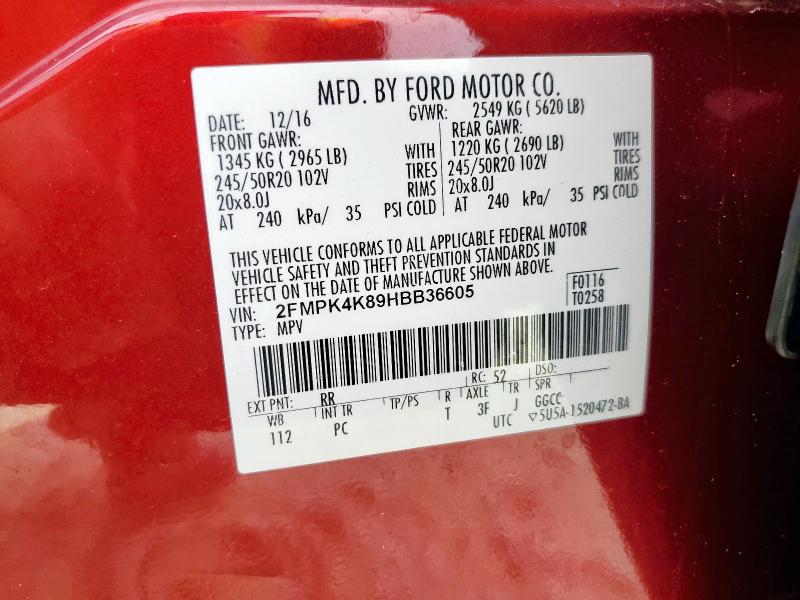 MFD. BY FORD MOTOR CO.
DATE: 12/16 GVWR: 2549 KG ( 5620 LB)
FRONT GAWR: REAR GAWR:
1345 KG ( 2965 LB) WITH 1220 KG ( 2690 LB) WITH
245/50R20 102V TIRES 245/50R20 102V TIRES
20x8.0J RIMS 20x8.0J RIMS
AT 240 kPa/ 35 PSI COLD AT 240 kPa/ 35 PSI COLD
THIS VEHICLE CONFORMS TO ALL APPLICABLE FEDERAL MOTOR
VEHICLE SAFETY AND THEFT PREVENTION STANDARDS IN
EFFECT ON THE DATE OF MANUFACTURE SHOWN ABOVE.
VIN: 2FMPK4K89HBB36605 F0116
TYPE: MPV T0258
EXT PNT: RR RC: 52 DSO:
WB INT TR TP/PS R AXLE TR SPR
112 PC T 3F J GGCC
UTC ▽5U5A-1520472-BA